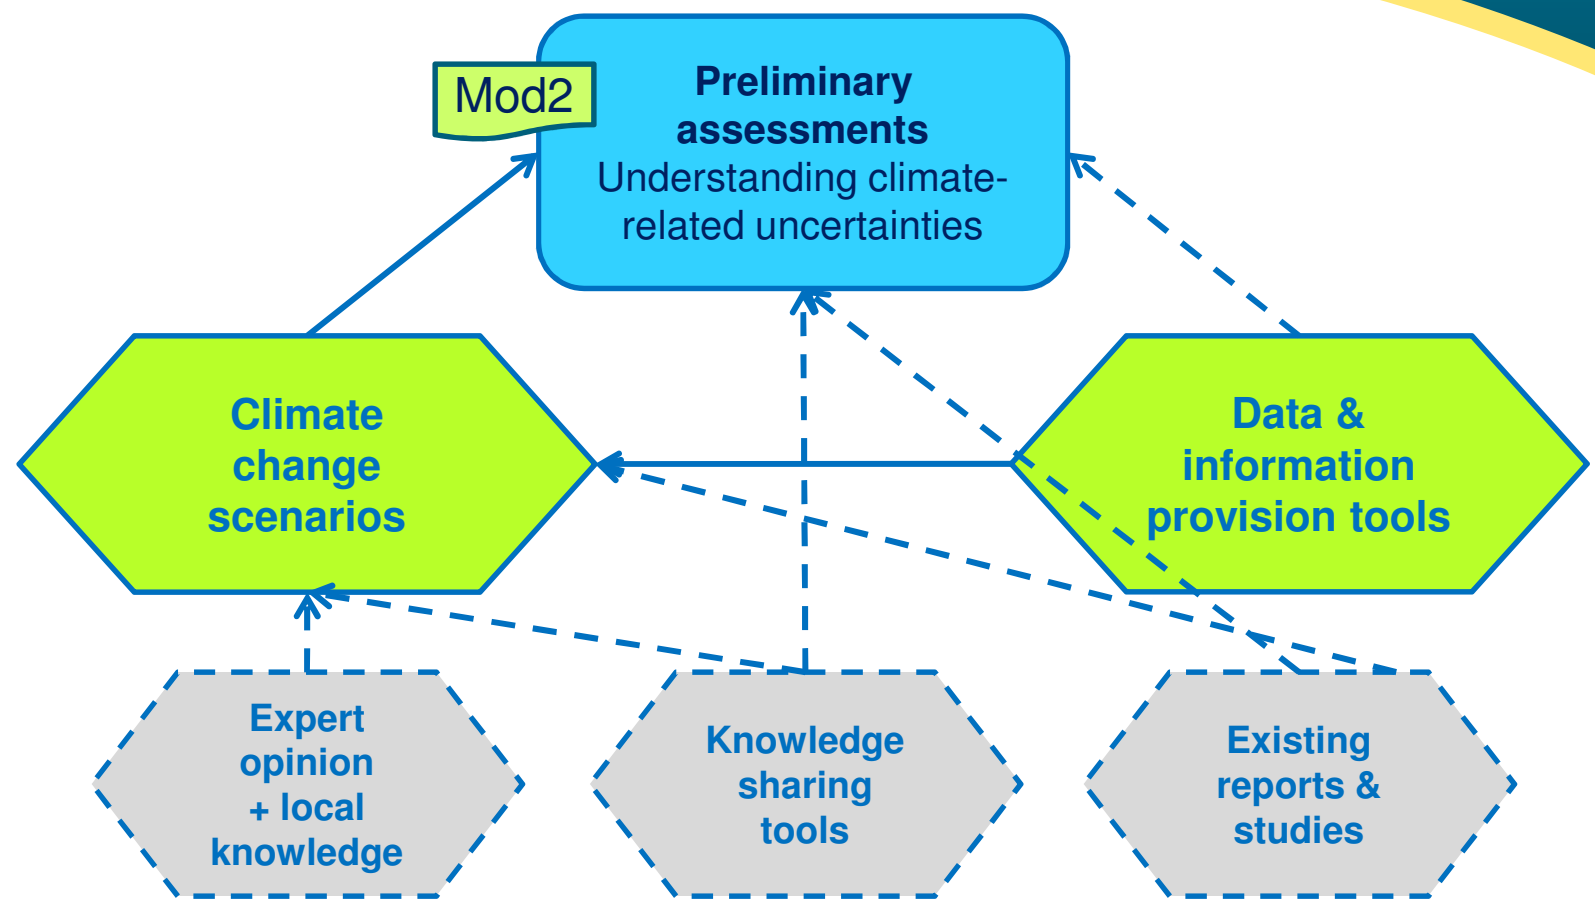 Mod2
Preliminary
assessments
Understanding climate-
related uncertainties
Climate
change
scenarios
Data &
information
provision tools
Expert
opinion
+ local
knowledge
Knowledge
sharing
tools
Existing
reports &
studies